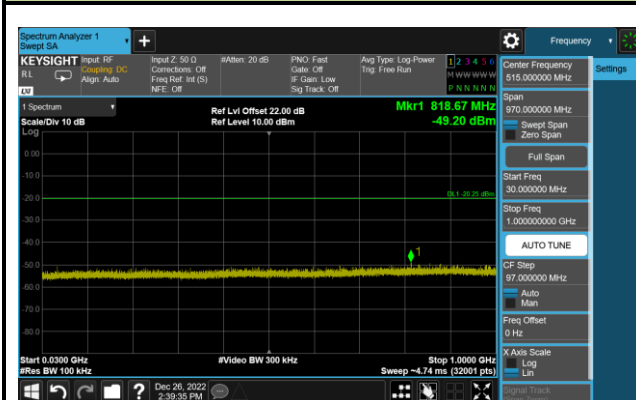 Spectrum Analyzer 1
Swept SA
+
Frequency
KEYSIGHT
RL
LXI
Input: RF
Coupling: DC
Align: Auto
Input Z: 50 Ω
Corrections: Off
Freq Ref: Int (S)
NFE: Off
#Atten: 20 dB
PNO: Fast
Gate: Off
IF Gain: Low
Sig Track: Off
Avg Type: Log-Power
Trig: Free Run
1 2 3 4 5 6
M W W W W W
P N N N N N
1 Spectrum
Scale/Div 10 dB
Log
Ref Lvl Offset 22.00 dB
Ref Level 10.00 dBm
Mkr1 818.67 MHz
-49.20 dBm
0.00
-10.0
-20.0
-30.0
-40.0
-50.0
-60.0
-70.0
-80.0
DL1 -20.25 dBm
1
Start 0.0300 GHz
#Res BW 100 kHz
#Video BW 300 kHz
Stop 1.0000 GHz
Sweep ~4.74 ms (32001 pts)
?
Dec 26, 2022
2:39:35 PM
Center Frequency
515.000000 MHz
Settings
Span
970.000000 MHz
Swept Span
Zero Span
Full Span
Start Freq
30.000000 MHz
Stop Freq
1.000000000 GHz
AUTO TUNE
CF Step
97.000000 MHz
Auto
Man
Freq Offset
0 Hz
X Axis Scale
Log
Lin
Signal Track